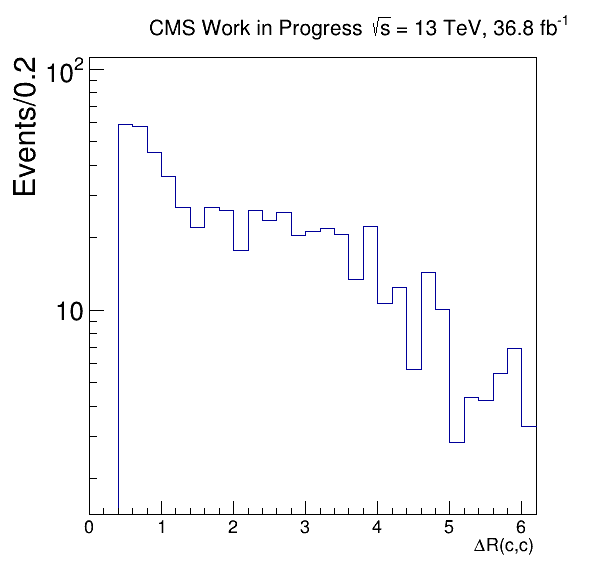 CMS Work in Progress √s = 13 TeV, 36.8 fb⁻¹
Events/0.2
10²
10
0 1 2 3 4 5 6
ΔR(c,c)